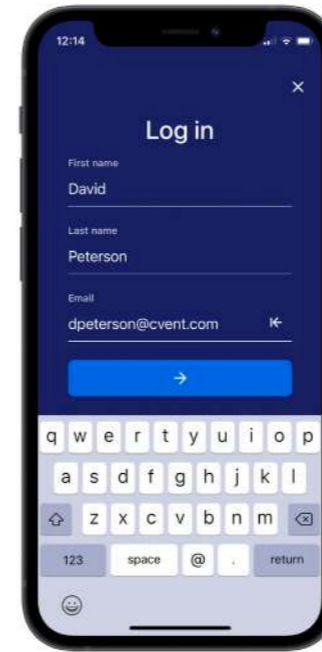 12:14
Log in
First name
David
Last name
Peterson
Email
dpeterson@cvent.com
q w e r t y u i o p
a s d f g h j k l
z x c v b n m
123 space @ . return